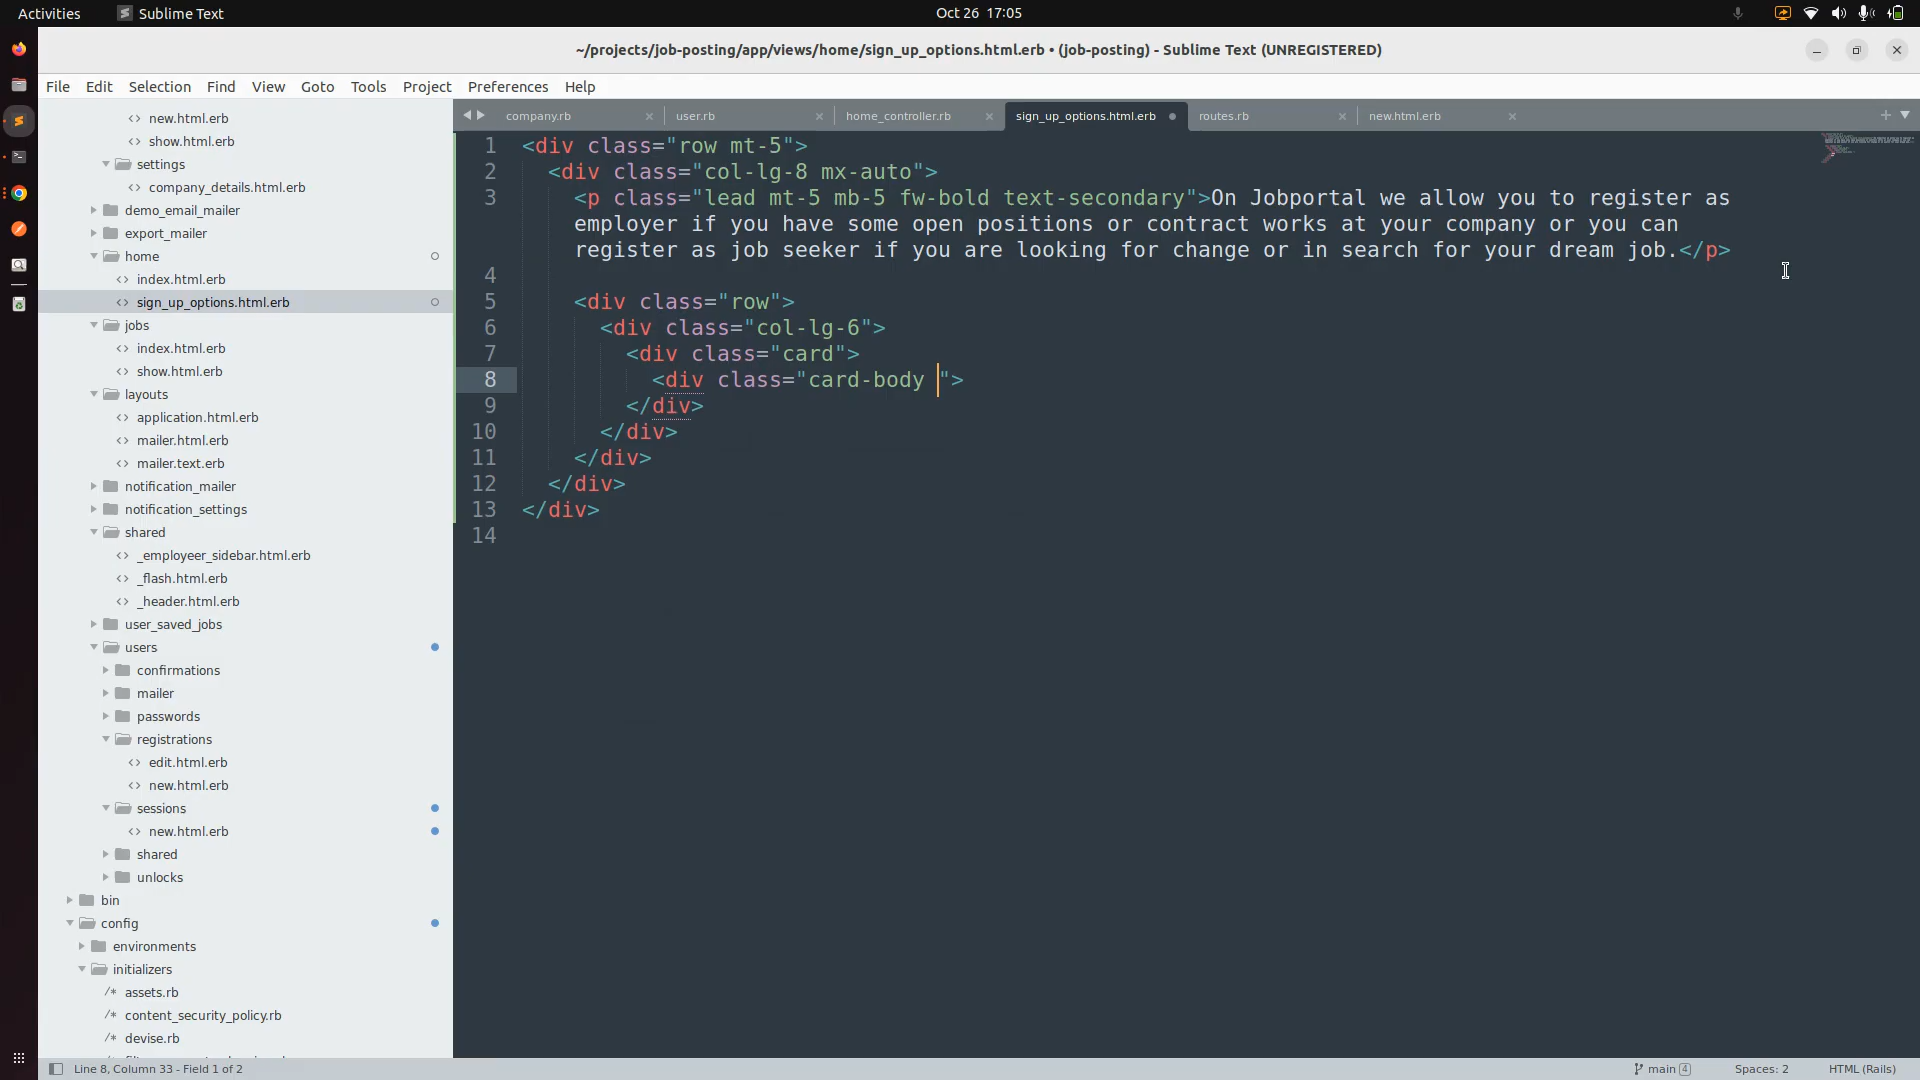 Activities Sublime Text Oct 26 17:05
~/projects/job-posting/app/views/home/sign_up_options.html.erb • (job-posting) - Sublime Text (UNREGISTERED)
File Edit Selection Find View Goto Tools Project Preferences Help
new.html.erb
show.html.erb
settings
company_details.html.erb
demo_email_mailer
export_mailer
home
index.html.erb
sign_up_options.html.erb
jobs
index.html.erb
show.html.erb
layouts
application.html.erb
mailer.html.erb
mailer.text.erb
notification_mailer
notification_settings
shared
_employeer_sidebar.html.erb
_flash.html.erb
_header.html.erb
user_saved_jobs
users
confirmations
mailer
passwords
registrations
edit.html.erb
new.html.erb
sessions
new.html.erb
shared
unlocks
bin
config
environments
initializers
/* assets.rb
/* content_security_policy.rb
/* devise.rb
company.rb user.rb home_controller.rb sign_up_options.html.erb routes.rb new.html.erb
1 <div class="row mt-5">
2 <div class="col-lg-8 mx-auto">
3 <p class="lead mt-5 mb-5 fw-bold text-secondary">On Jobportal we allow you to register as
employer if you have some open positions or contract works at your company or you can
register as job seeker if you are looking for change or in search for your dream job.</p>
4
5 <div class="row">
6 <div class="col-lg-6">
7 <div class="card">
8 <div class="card-body ">
9 </div>
10 </div>
11 </div>
12 </div>
13 </div>
14
Line 8, Column 33 - Field 1 of 2 main 4 Spaces: 2 HTML (Rails)